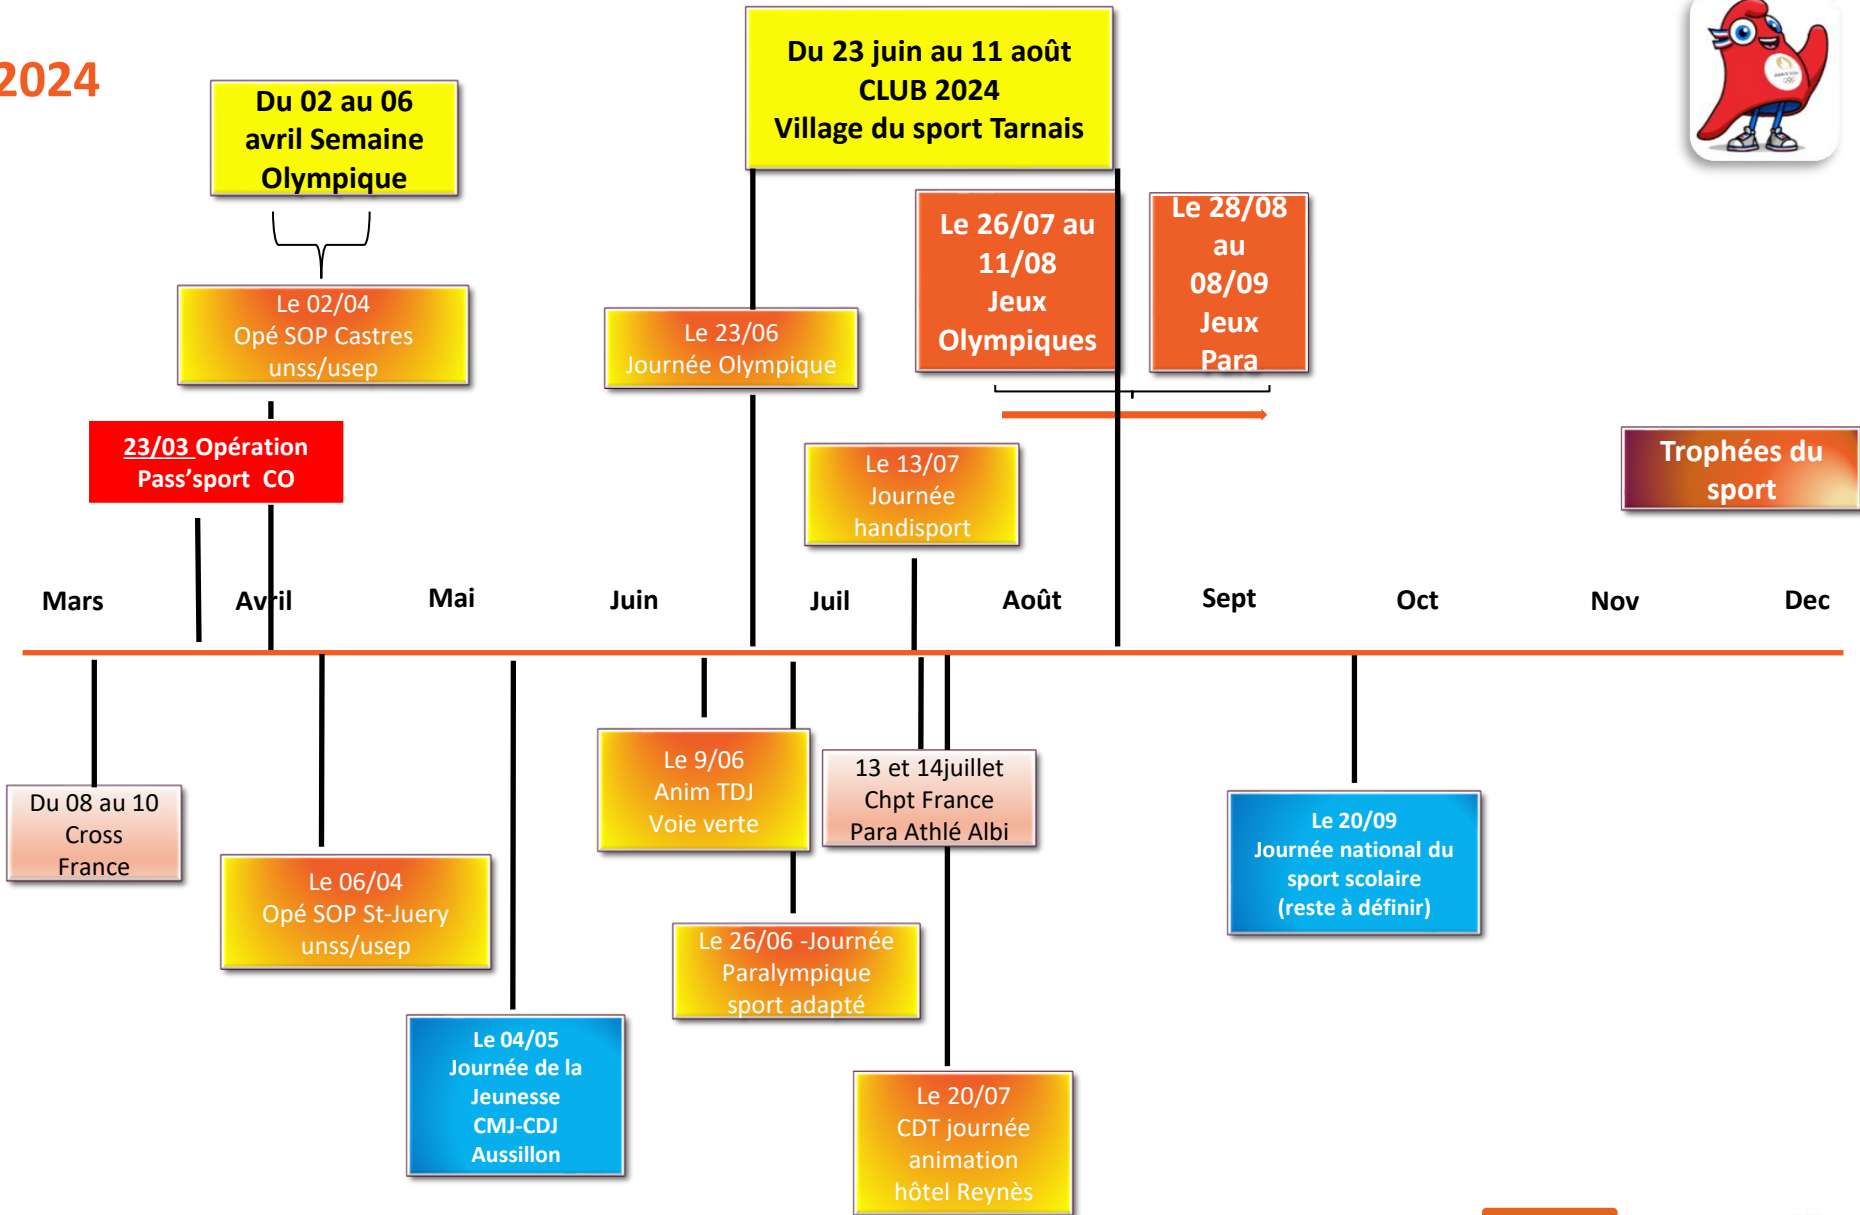 2024
Du 02 au 06
avril Semaine
Olympique
Du 23 juin au 11 août
CLUB 2024
Village du sport Tarnais
Le 26/07 au
11/08
Jeux
Olympiques
Le 28/08
au
08/09
Jeux
Para
Le 02/04
Opé SOP Castres
unss/usep
Le 23/06
Journée Olympique
23/03 Opération
Pass'sport CO
Le 13/07
Journée
handisport
Trophées du
sport
Mars
Avril
Mai
Juin
Juil
Août
Sept
Oct
Nov
Dec
Du 08 au 10
Cross
France
Le 06/04
Opé SOP St-Juery
unss/usep
Le 04/05
Journée de la
Jeunesse
CMJ-CDJ
Aussillon
Le 9/06
Anim TDJ
Voie verte
Le 26/06 -Journée
Paralympique
sport adapté
13 et 14juillet
Chpt France
Para Athlé Albi
Le 20/07
CDT journée
animation
hôtel Reynès
Le 20/09
Journée national du
sport scolaire
(reste à définir)